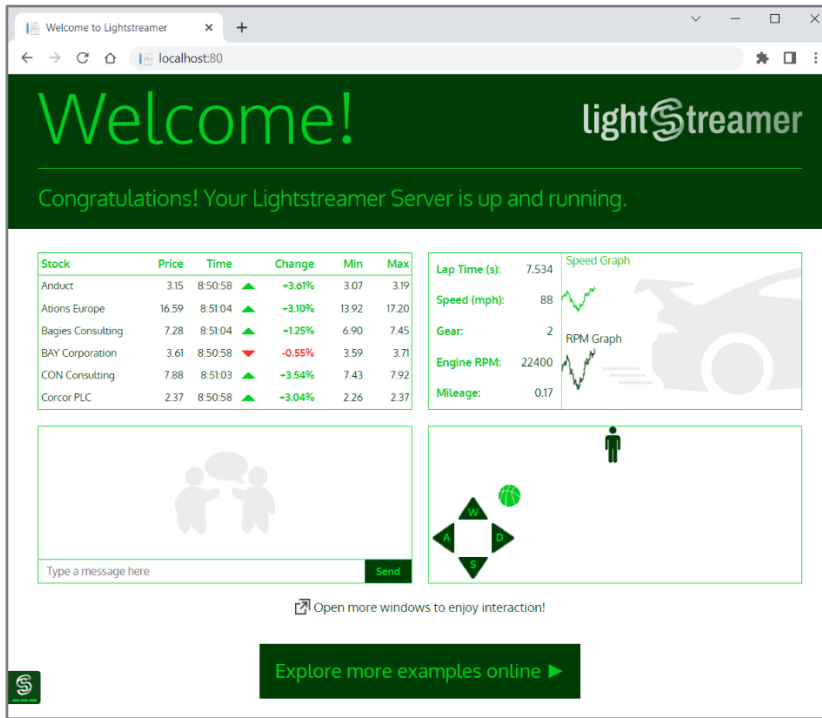 Welcome to Lightstreamer
localhost:80
Welcome!
lightStreamer
Congratulations! Your Lightstreamer Server is up and running.
Stock Price Time Change Min Max
Anduct 3.15 8:50:58 +3.61% 3.07 3.19
Ations Europe 16.59 8:51:04 +3.10% 13.92 17.20
Bagies Consulting 7.28 8:51:04 +1.25% 6.90 7.45
BAY Corporation 3.61 8:50:58 -0.55% 3.59 3.71
CON Consulting 7.88 8:51:03 +3.54% 7.43 7.92
Corcor PLC 2.37 8:50:58 +3.04% 2.26 2.37
Lap Time (s): 7.534
Speed (mph): 88
Gear: 2
Engine RPM: 22400
Mileage: 0.17
Speed Graph
RPM Graph
Type a message here
Send
W
A D
S
Open more windows to enjoy interaction!
Explore more examples online ►